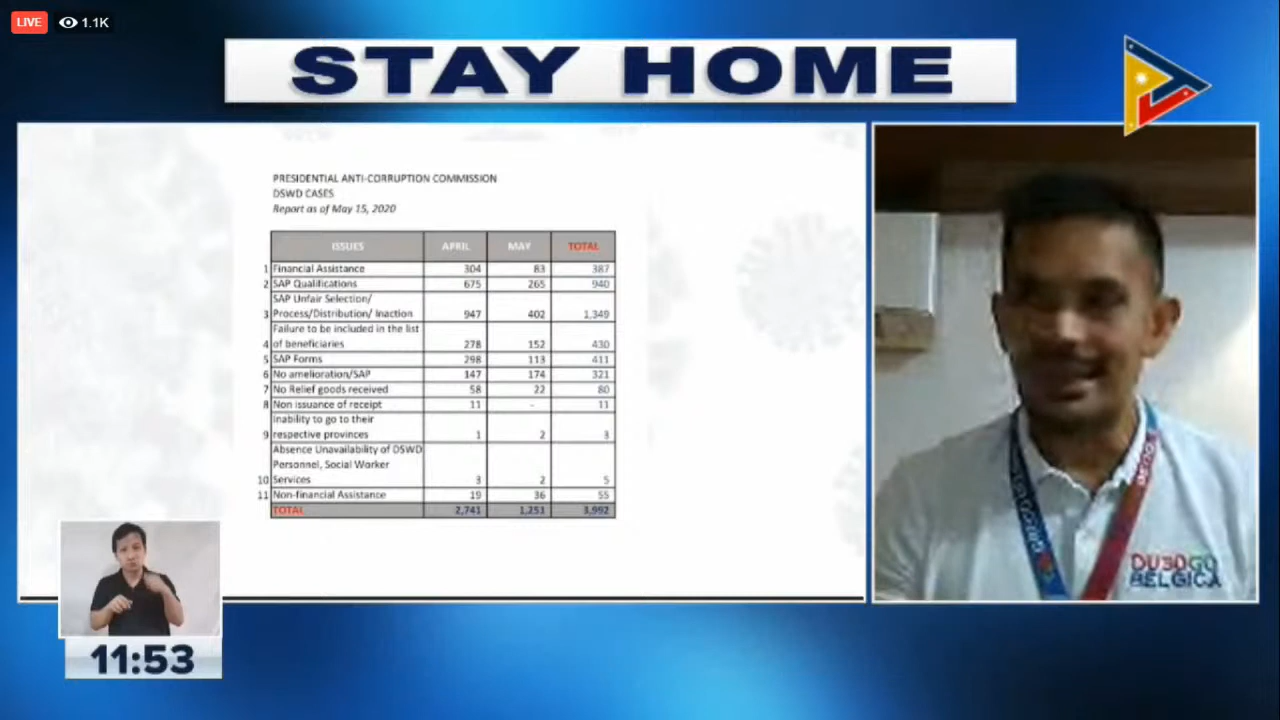 LIVE 1.1K
STAY HOME
PRESIDENTIAL ANTI-CORRUPTION COMMISSION
DSWD CASES
Report as of May 15, 2020
ISSUES APRIL MAY TOTAL
1 Financial Assistance 304 83 387
2 SAP Qualifications 675 265 940
SAP Unfair Selection/
3 Process/Distribution/ Inaction 947 402 1,349
Failure to be included in the list
4 of beneficiaries 278 152 430
5 SAP Forms 298 113 411
6 No amelioration/SAP 147 174 321
7 No Relief goods received 58 22 80
8 Non issuance of receipt 11 - 11
Inability to go to their
9 respective provinces 1 2 3
Absence Unavailability of DSWD
Personnel, Social Worker
10 Services 3 2 5
11 Non-financial Assistance 19 36 55
TOTAL 2,741 1,251 3,992
BELGICA
11:53